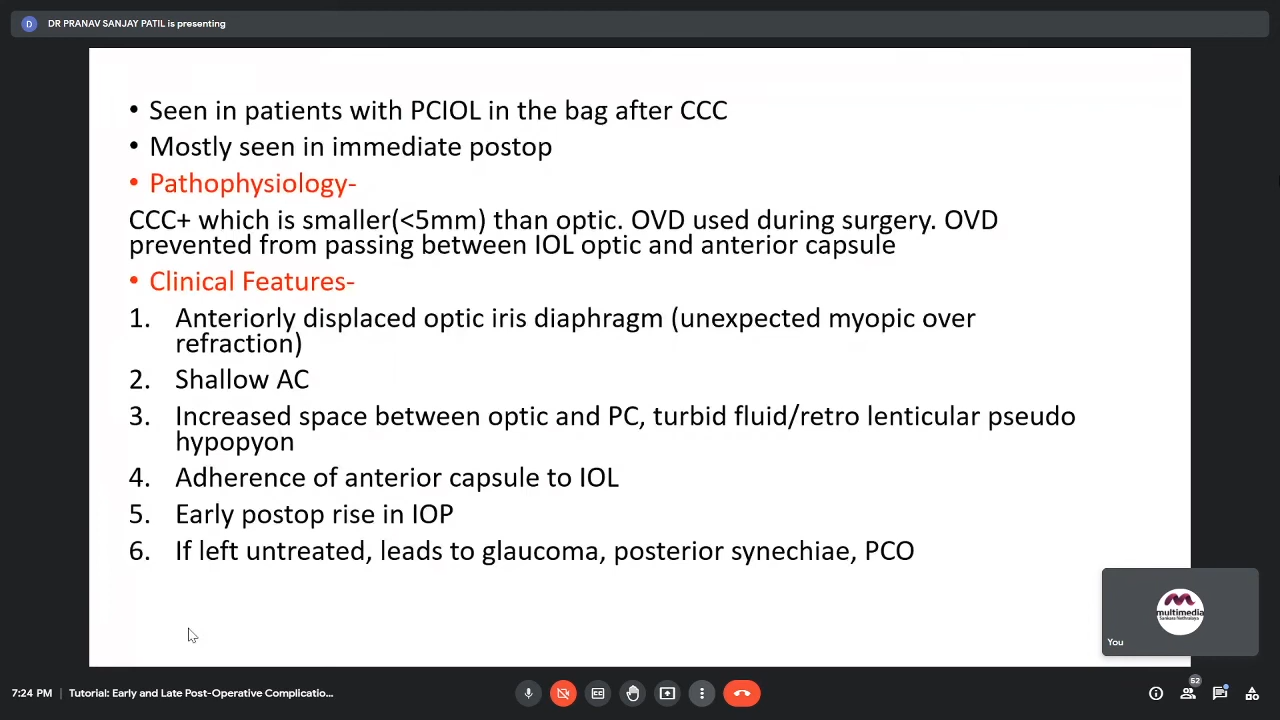 D DR PRANAV SANJAY PATIL is presenting
• Seen in patients with PCIOL in the bag after CCC
• Mostly seen in immediate postop
• Pathophysiology-
CCC+ which is smaller(<5mm) than optic. OVD used during surgery. OVD
prevented from passing between IOL optic and anterior capsule
• Clinical Features-
1. Anteriorly displaced optic iris diaphragm (unexpected myopic over
refraction)
2. Shallow AC
3. Increased space between optic and PC, turbid fluid/retro lenticular pseudo
hypopyon
4. Adherence of anterior capsule to IOL
5. Early postop rise in IOP
6. If left untreated, leads to glaucoma, posterior synechiae, PCO
multimedia
Sankara Nethralaya
You
7:24 PM | Tutorial: Early and Late Post-Operative Complicatio...
52